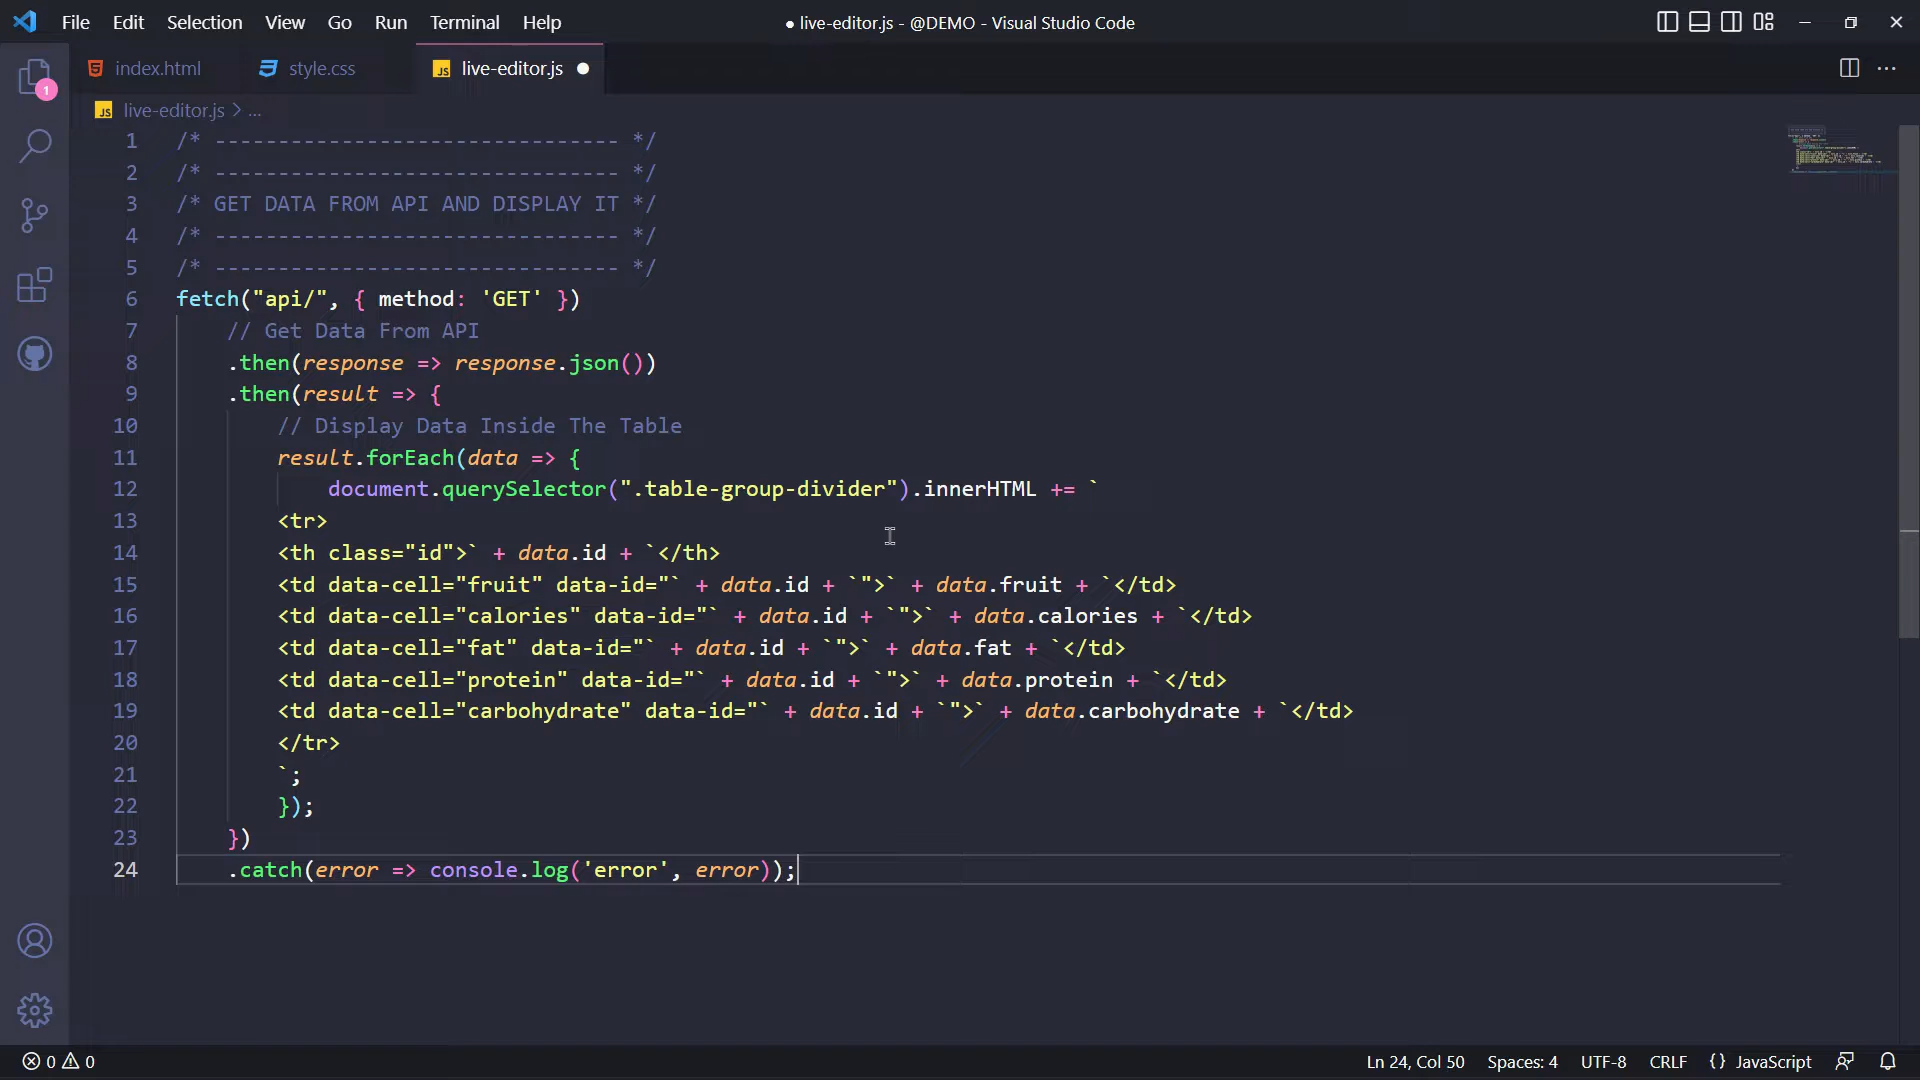 File Edit Selection View Go Run Terminal Help
● live-editor.js - @DEMO - Visual Studio Code
index.html style.css JS live-editor.js ●
1
JS live-editor.js > ...
1 /* -------------------------------- */
2 /* -------------------------------- */
3 /* GET DATA FROM API AND DISPLAY IT */
4 /* -------------------------------- */
5 /* -------------------------------- */
6 fetch("api/", { method: 'GET' })
7     // Get Data From API
8     .then(response => response.json())
9     .then(result => {
10         // Display Data Inside The Table
11         result.forEach(data => {
12             document.querySelector(".table-group-divider").innerHTML += `
13         <tr>
14         <th class="id">` + data.id + `</th>
15         <td data-cell="fruit" data-id="` + data.id + `">` + data.fruit + `</td>
16         <td data-cell="calories" data-id="` + data.id + `">` + data.calories + `</td>
17         <td data-cell="fat" data-id="` + data.id + `">` + data.fat + `</td>
18         <td data-cell="protein" data-id="` + data.id + `">` + data.protein + `</td>
19         <td data-cell="carbohydrate" data-id="` + data.id + `">` + data.carbohydrate + `</td>
20         </tr>
21         `;
22         });
23     })
24     .catch(error => console.log('error', error));
0 0 Ln 24, Col 50 Spaces: 4 UTF-8 CRLF {} JavaScript